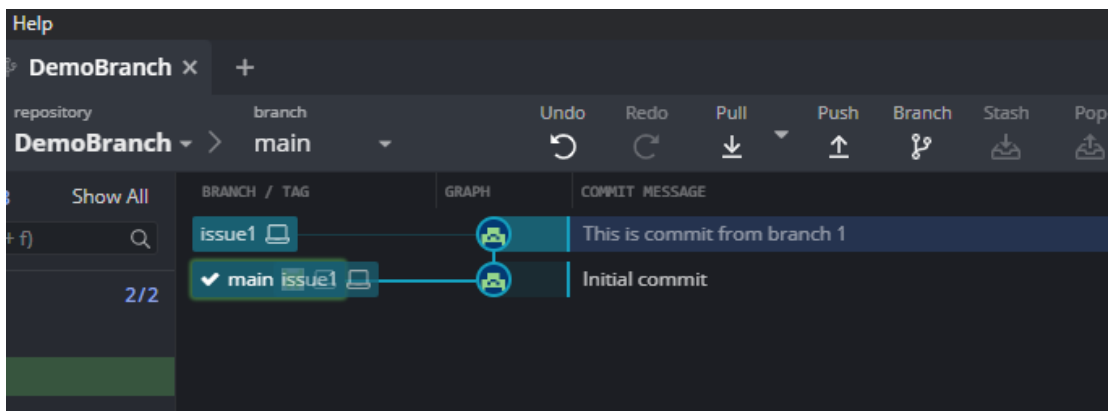 Help
DemoBranch × +
repository branch Undo Redo Pull Push Branch Stash Pop
DemoBranch > main
Show All BRANCH / TAG GRAPH COMMIT MESSAGE
+ f) issue1 This is commit from branch 1
2/2 main issue1 Initial commit